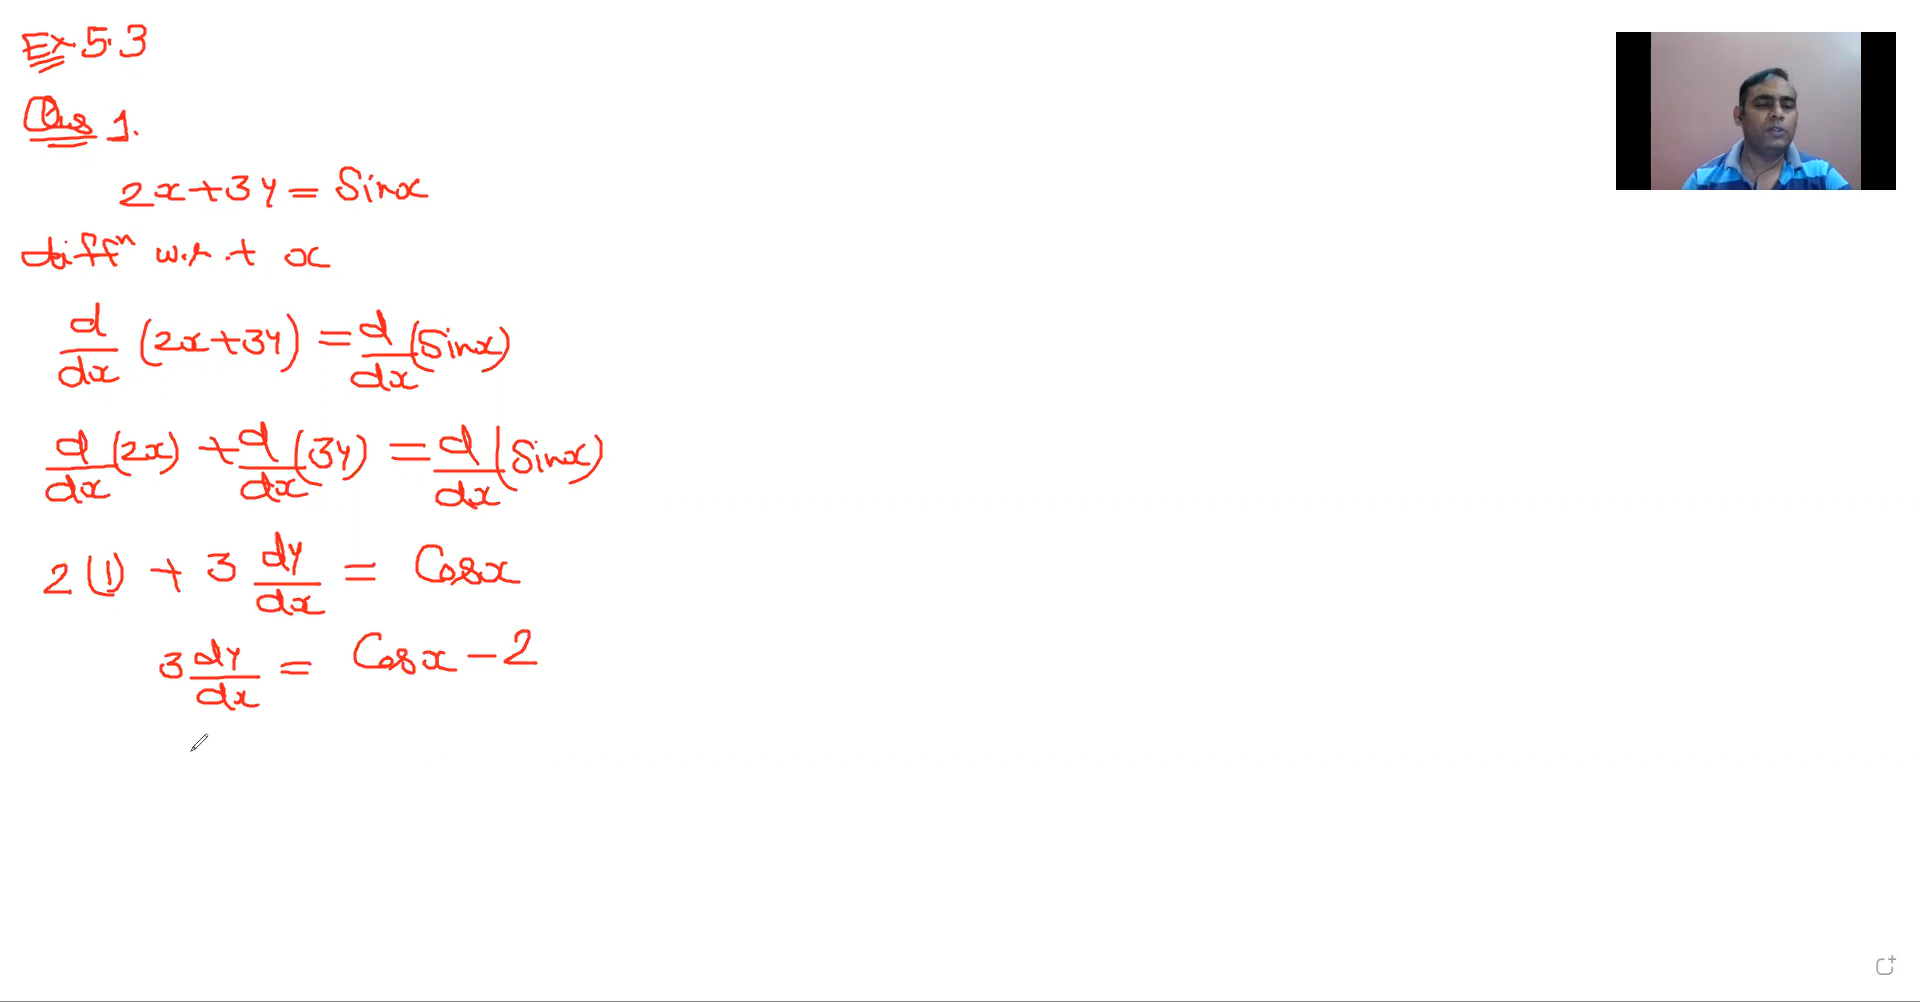 Ex 5.3
Ques 1.
2x+3y = Sinx
diffⁿ w.r.t x
d/dx (2x+3y) = d/dx (Sinx)
d/dx (2x) + d/dx (3y) = d/dx (Sinx)
2(1) + 3 dy/dx = Cosx
3 dy/dx = Cosx - 2